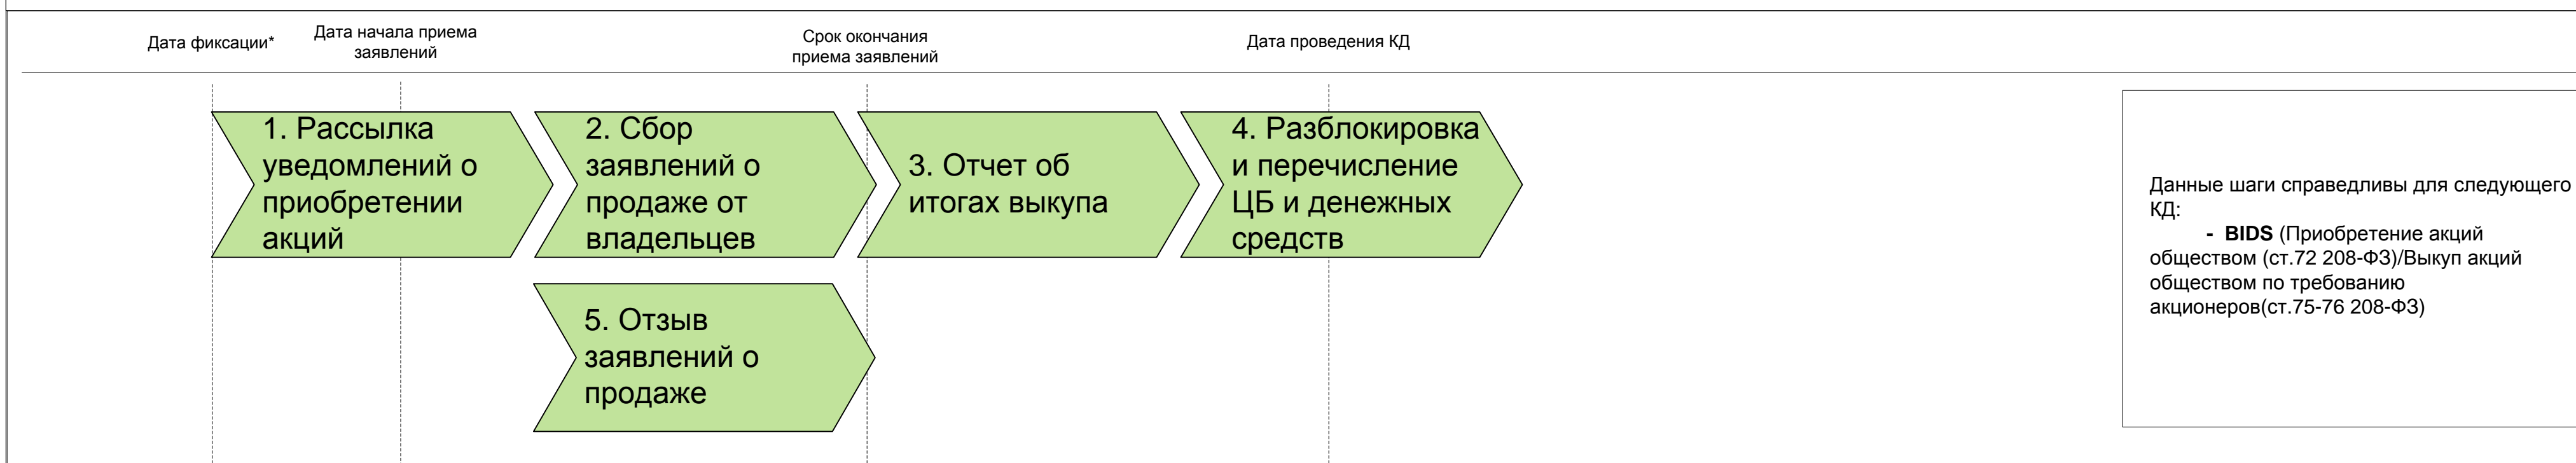 Дата фиксации*
Дата начала приема
заявлений
Срок окончания
приема заявлений
Дата проведения КД
1. Рассылка
уведомлений о
приобретении
акций
2. Сбор
заявлений о
продаже от
владельцев
3. Отчет об
итогах выкупа
4. Разблокировка
и перечисление
ЦБ и денежных
средств
5. Отзыв
заявлений о
продаже
Данные шаги справедливы для следующего
КД:
- BIDS (Приобретение акций
обществом (ст.72 208-ФЗ)/Выкуп акций
обществом по требованию
акционеров(ст.75-76 208-ФЗ)